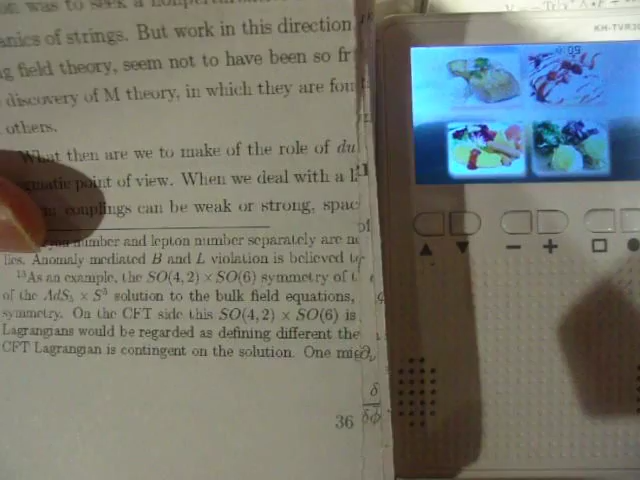 was to seek a
anics of strings. But work in this direction
field theory, seem not to have been so
discovery of M theory, in which they are
others.
What then are we to make of the role of du
point of view. When we deal with a
couplings can be weak or strong, spac
number and lepton number separately are
lies. Anomaly mediated B and L violation is believed
13As an example, the SO(4, 2) × SO(6) symmetry of
of the AdS5 × S5 solution to the bulk field equations,
symmetry. On the CFT side this SO(4, 2) × SO(6) is
Lagrangians would be regarded as defining different the
CFT Lagrangian is contingent on the solution. One mig
36
δ
δϕ
KH-TVR